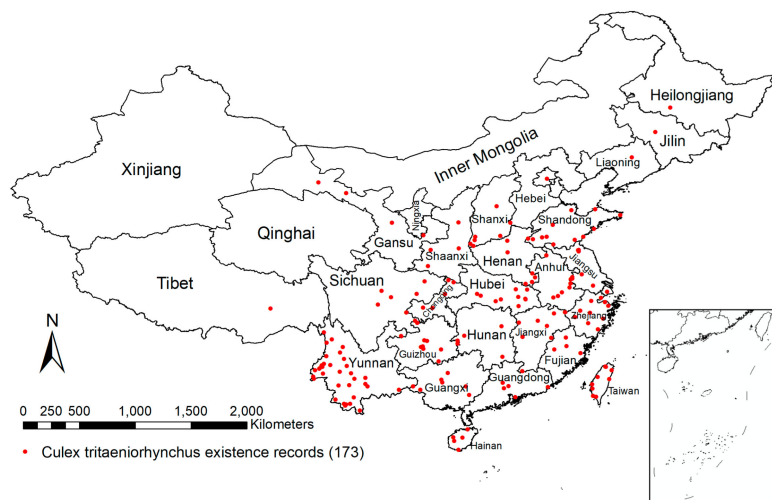 Heilongjiang
Jilin
Liaoning
Inner Mongolia
Xinjiang
Hebei
Ningxia
Shanxi
Shandong
Qinghai
Gansu
Shaanxi
Henan
Jiangsu
Anhui
Tibet
Sichuan
Hubei
Chongqing
Zhejiang
N
Hunan
Jiangxi
Guizhou
Yunnan
Fujian
Guangxi
Guangdong
Taiwan
Hainan
0 250 500 1,000 1,500 2,000
Kilometers
Culex tritaeniorhynchus existence records (173)